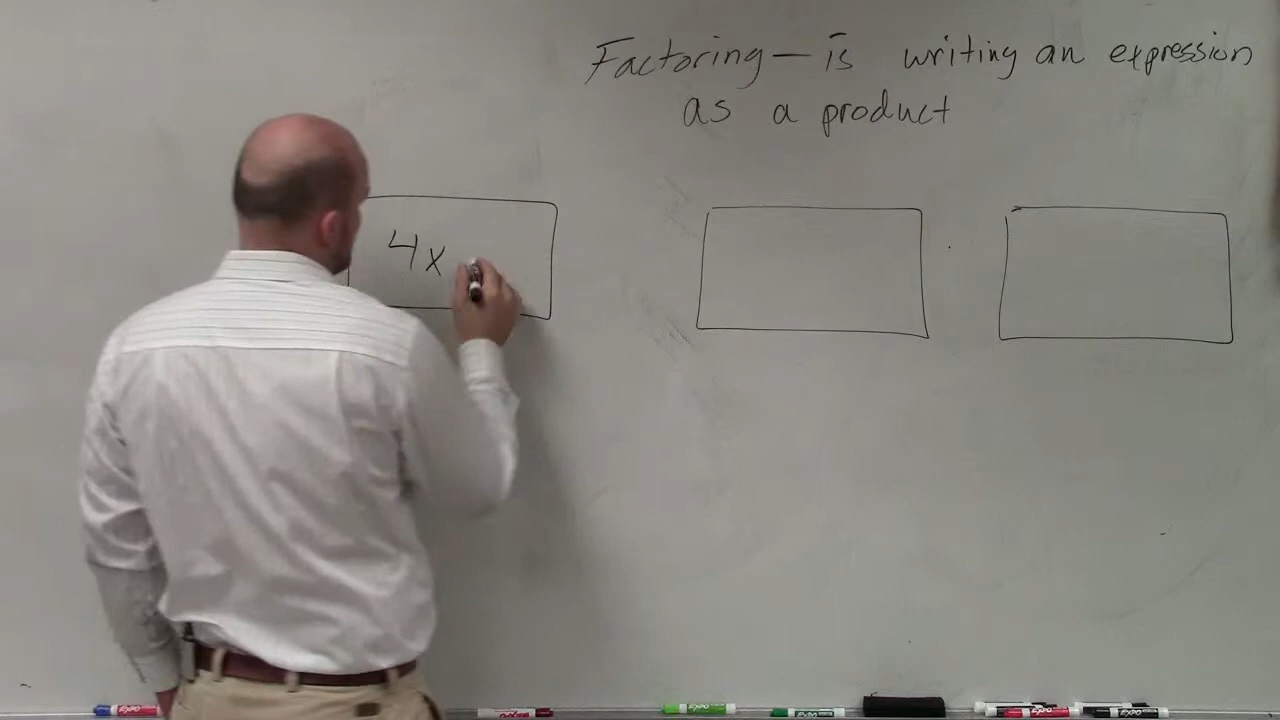 Factoring — is writing an expression
as a product
4x